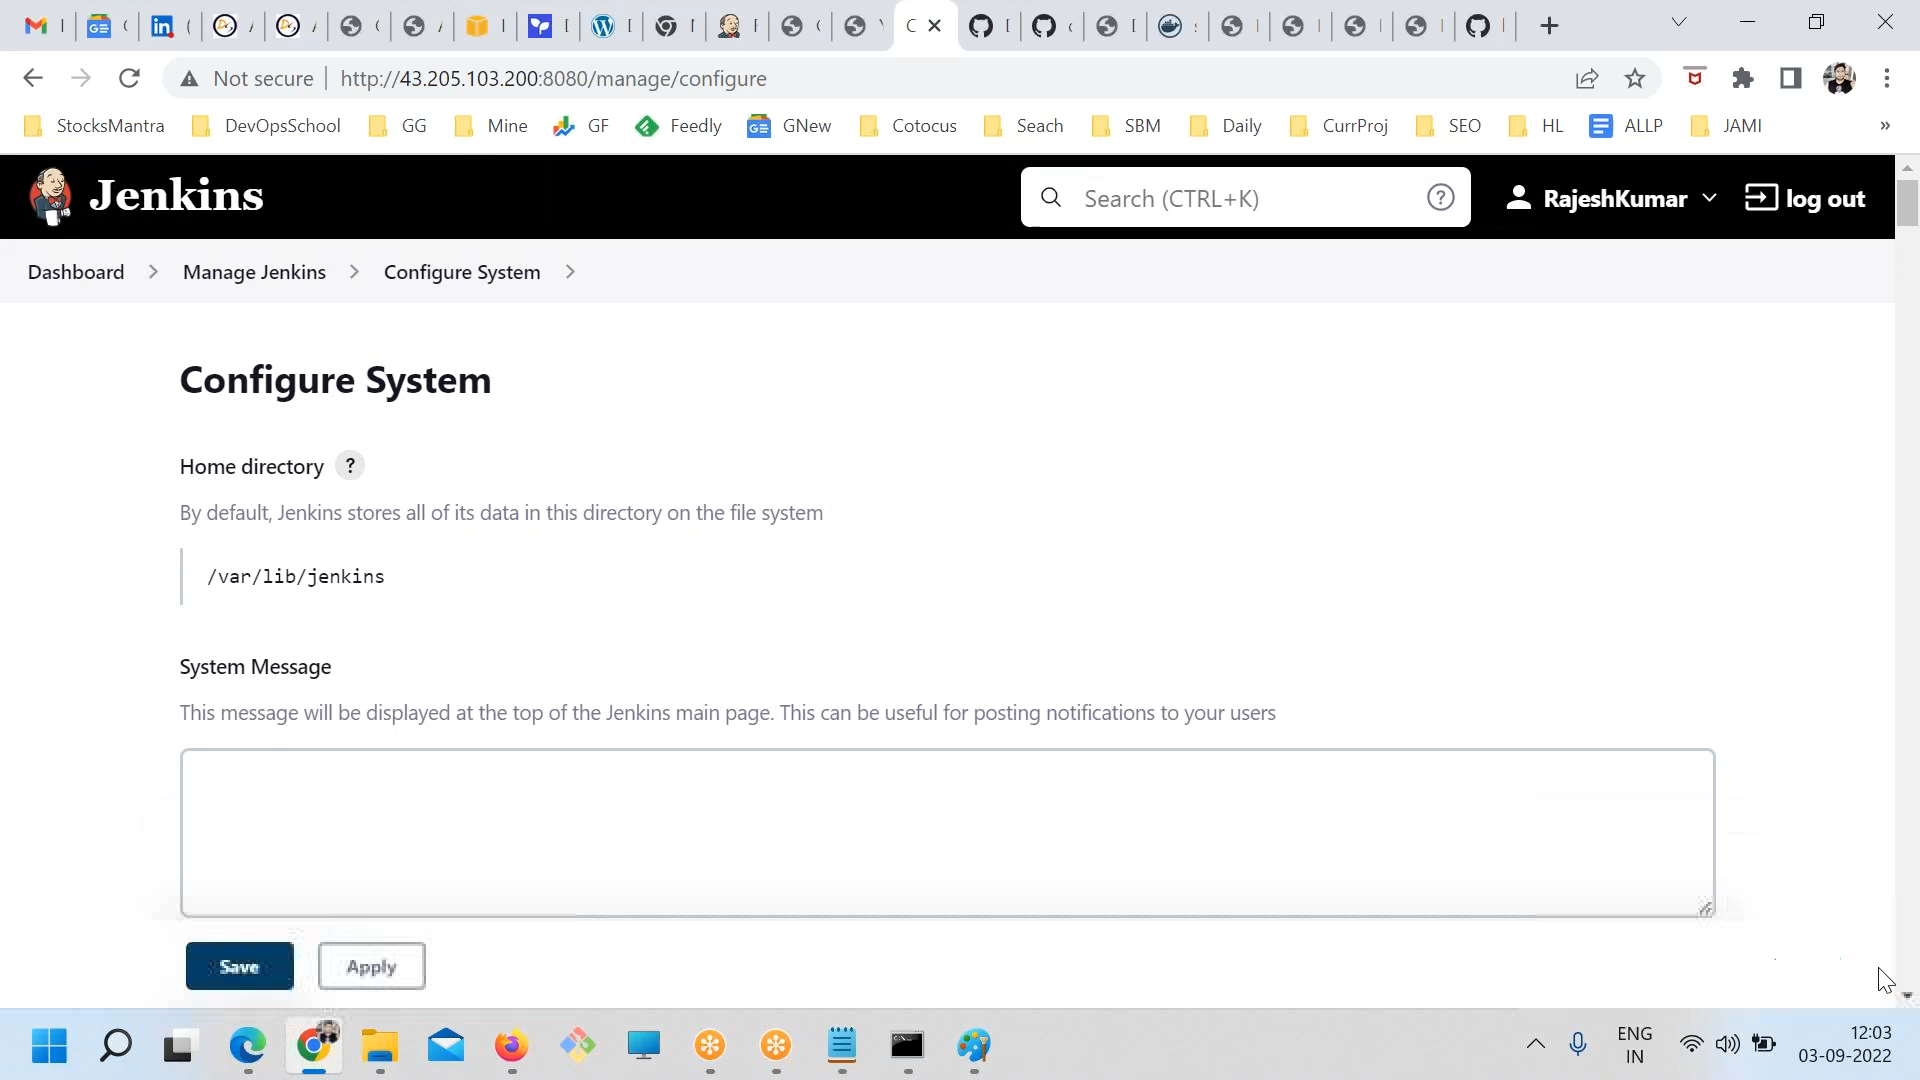 Not secure
http://43.205.103.200:8080/manage/configure
StocksMantra
DevOpsSchool
GG
Mine
GF
Feedly
GNew
Cotocus
Seach
SBM
Daily
CurrProj
SEO
HL
ALLP
JAMI
»
Jenkins
Search (CTRL+K)
RajeshKumar
log out
Dashboard
Manage Jenkins
Configure System
Configure System
Home directory ?
By default, Jenkins stores all of its data in this directory on the file system
/var/lib/jenkins
System Message
This message will be displayed at the top of the Jenkins main page. This can be useful for posting notifications to your users
Save
Apply
ENG
IN
12:03
03-09-2022